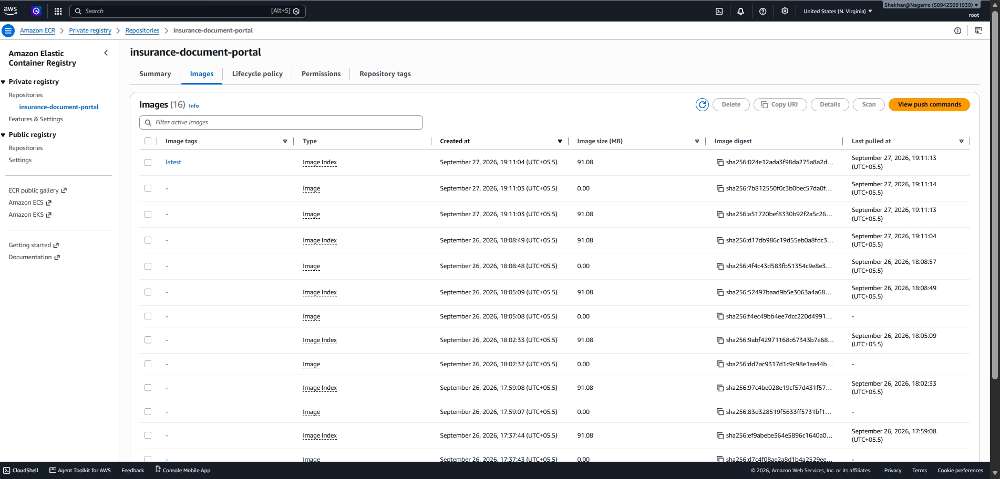 aws
Search
[Alt+S]
United States (N. Virginia)
Shekhar@Nagarro (509425091939)
root
Amazon ECR
Private registry
Repositories
insurance-document-portal
Amazon Elastic
Container Registry
Private registry
Repositories
insurance-document-portal
Features & Settings
Public registry
Repositories
Settings
ECR public gallery
Amazon ECS
Amazon EKS
Getting started
Documentation
insurance-document-portal
Summary
Images
Lifecycle policy
Permissions
Repository tags
Images (16) Info
Delete
Copy URI
Details
Scan
View push commands
Filter active images
Image tags Type Created at Image size (MB) Image digest Last pulled at
latest Image Index September 27, 2026, 19:11:04 (UTC+05.5) 91.08 sha256:024e12ada3f98da275a8a2d... September 27, 2026, 19:11:13 (UTC+05.5)
- Image September 27, 2026, 19:11:03 (UTC+05.5) 0.00 sha256:7b812550f0c3b0bec57da0f... September 27, 2026, 19:11:14 (UTC+05.5)
- Image September 27, 2026, 19:11:03 (UTC+05.5) 91.08 sha256:a51720bef8330b92f2a5c26... September 27, 2026, 19:11:13 (UTC+05.5)
- Image Index September 26, 2026, 18:08:49 (UTC+05.5) 91.08 sha256:d17db986c19d55eb0a8fdc3... September 27, 2026, 19:11:04 (UTC+05.5)
- Image September 26, 2026, 18:08:48 (UTC+05.5) 0.00 sha256:4f4c43d583fb51354c9e8e3... September 26, 2026, 18:08:57 (UTC+05.5)
- Image Index September 26, 2026, 18:05:09 (UTC+05.5) 91.08 sha256:52497baad9b5e3063a4a68... September 26, 2026, 18:08:49 (UTC+05.5)
- Image September 26, 2026, 18:05:08 (UTC+05.5) 0.00 sha256:f4ec49bb4ee7dcc220d4991... -
- Image Index September 26, 2026, 18:02:33 (UTC+05.5) 91.08 sha256:9abf42971168c67343b7e68... September 26, 2026, 18:05:09 (UTC+05.5)
- Image September 26, 2026, 18:02:32 (UTC+05.5) 0.00 sha256:dd7ac9317d1c9c98e1aa44b... -
- Image Index September 26, 2026, 17:59:08 (UTC+05.5) 91.08 sha256:97c4be028e19cf57d431f57... September 26, 2026, 18:02:33 (UTC+05.5)
- Image September 26, 2026, 17:59:07 (UTC+05.5) 0.00 sha256:83d328519f5633ff5731bf1... -
- Image Index September 26, 2026, 17:37:44 (UTC+05.5) 91.08 sha256:ef9abebe364e5896c1640a0... September 26, 2026, 17:59:08 (UTC+05.5)
- Image September 26, 2026, 17:37:43 (UTC+05.5) 0.00 sha256:d7c4f08ae2a8d1b4a2529ee... -
CloudShell
Agent Toolkit for AWS
Feedback
Console Mobile App
© 2026, Amazon Web Services, Inc. or its affiliates.
Privacy
Terms
Cookie preferences